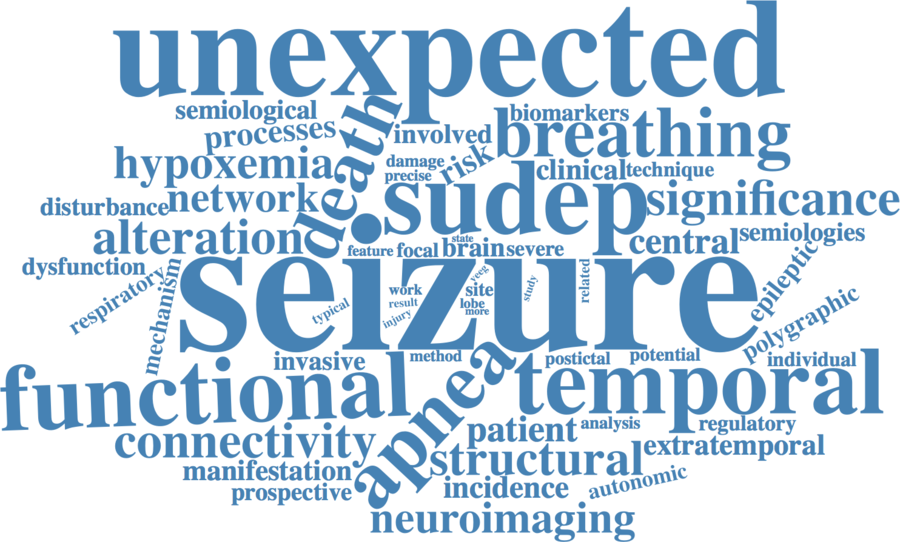 unexpected
semiological
biomarkers
processes
death
involved
breathing
hypoxemia
damage
risk
precise
clinical
technique
disturbance
network
sudep
significance
alteration
feature
focal
state
brain
severe
central
semiologies
dysfunction
respiratory
mechanism
seizure
typical
work
result
injury
yeeg
site
lobe
more
study
related
epileptic
polygraphic
invasive
method
postictal
potential
individual
functional
apnea
temporal
connectivity
patient
analysis
regulatory
manifestation
structural
extratemporal
prospective
incidence
autonomic
neuroimaging